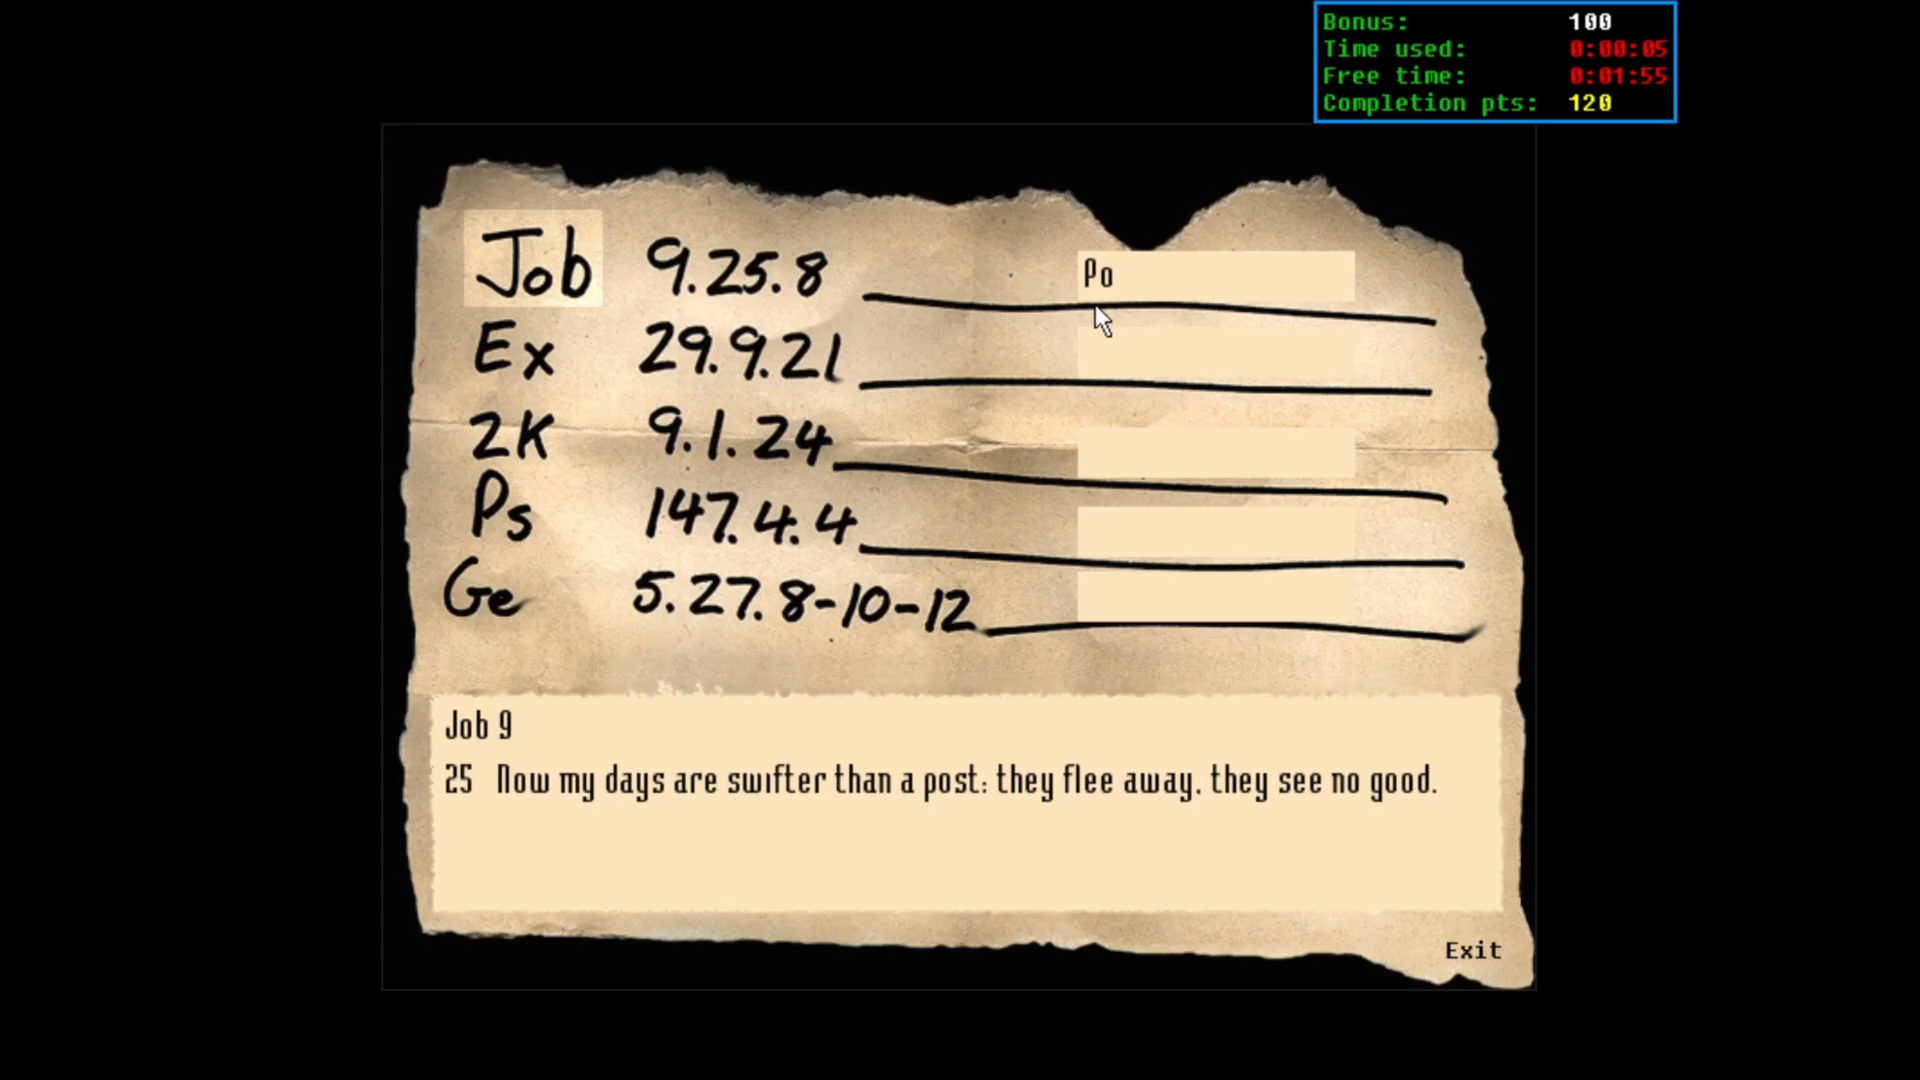 Bonus: 100
Time used: 0:00:05
Free time: 0:01:55
Completion pts: 120
Job 9.25.8 Po
Ex 29.9.21
2K 9.1.24
Ps 147.4.4
Ge 5.27.8-10-12
Job 9
25 Now my days are swifter than a post: they flee away, they see no good.
Exit